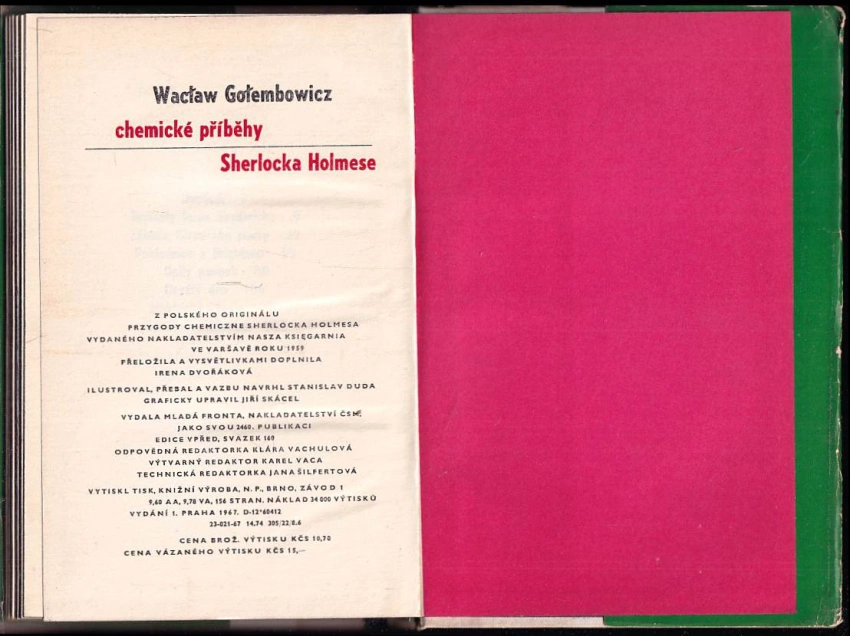 Wacław Gołembowicz
chemické příběhy
Sherlocka Holmese
Z POLSKÉHO ORIGINÁLU
PRZYGODY CHEMICZNE SHERLOCKA HOLMESA
VYDANÉHO NAKLADATELSTVÍM NASZA KSIĘGARNIA
VE VARŠAVĚ ROKU 1959
PŘELOŽILA A VYSVĚTLIVKAMI DOPLNILA
IRENA DVOŘÁKOVÁ
ILUSTROVAL, PŘEBAL A VAZBU NAVRHL STANISLAV DUDA
GRAFICKY UPRAVIL JIŘÍ SKÁCEL
VYDALA MLADÁ FRONTA, NAKLADATELSTVÍ ČSM,
JAKO SVOU 2460. PUBLIKACI
EDICE VPŘED, SVAZEK 160
ODPOVĚDNÁ REDAKTORKA KLÁRA VACHULOVÁ
VÝTVARNÝ REDAKTOR KAREL VACA
TECHNICKÁ REDAKTORKA JANA ŠILFERTOVÁ
VYTISKL TISK, KNIŽNÍ VÝROBA, N. P., BRNO, ZÁVOD 1
9,60 AA, 9,78 VA, 156 STRAN. NÁKLAD 34 000 VÝTISKŮ
VYDÁNÍ 1. PRAHA 1967. D-12*60412
23-021-67 14.74 305/22/8.6
CENA BROŽ. VÝTISKU KČS 10,70
CENA VÁZANÉHO VÝTISKU KČS 15,—